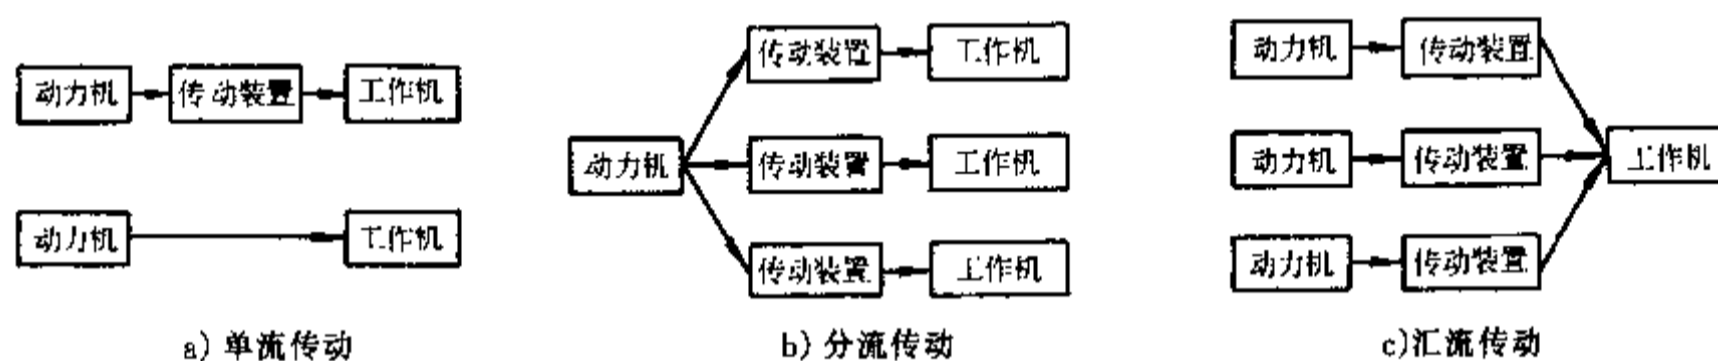 动力机
传动装置
工作机
动力机
工作机
a) 单流传动
动力机
传动装置
工作机
传动装置
工作机
传动装置
工作机
b) 分流传动
动力机
传动装置
动力机
传动装置
动力机
传动装置
工作机
c)汇流传动